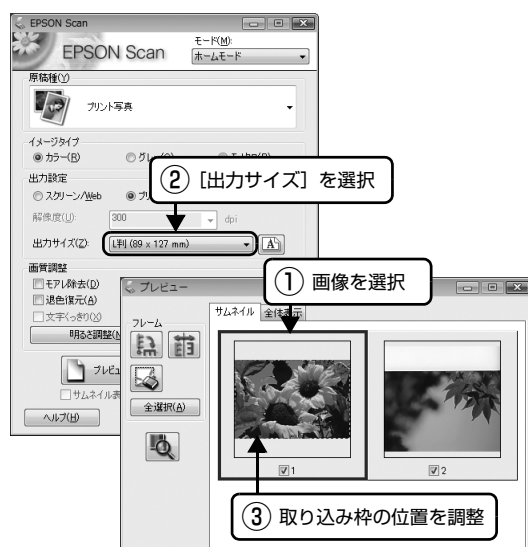 EPSON Scan
EPSON Scan
モード(M):
ホームモード
原稿種(Y)
プリント写真
イメージタイプ
カラー(R)
② [出力サイズ] を選択
出力設定
スクリーン/Web
解像度(U):
300
dpi
出力サイズ(Z):
L判 (89 x 127 mm)
画質調整
モアレ除去(D)
退色復元(A)
文字くっきり(X)
明るさ調整
ヘルプ(H)
① 画像を選択
プレビュー
サムネイル
全体表示
フレーム
全選択(A)
1
2
③ 取り込み枠の位置を調整